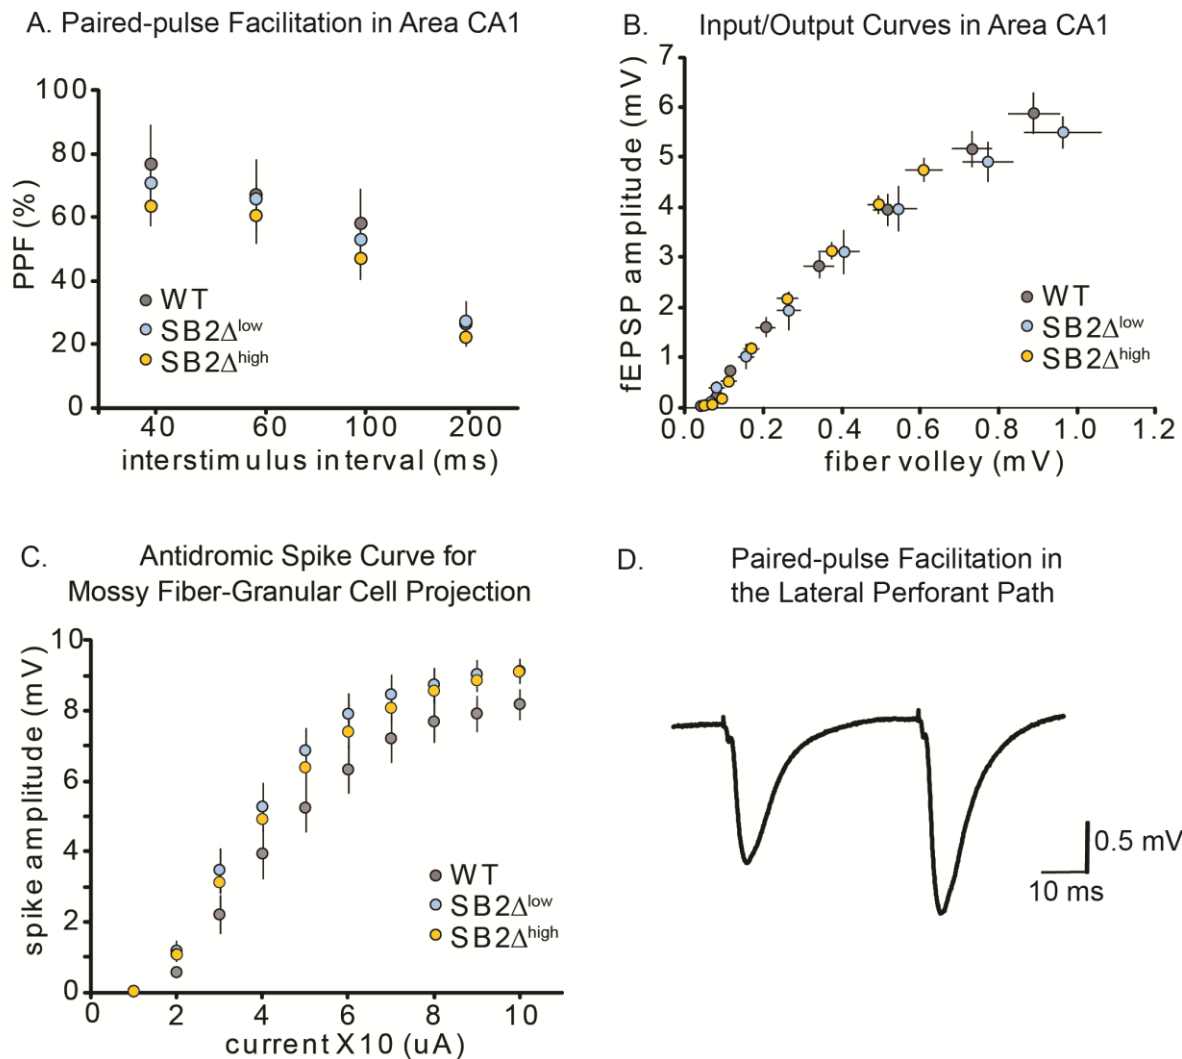 A. Paired-pulse Facilitation in Area CA1
PPF (%)
100
80
60
40
20
0
WT
SB2Δlow
SB2Δhigh
40 60 100 200
interstimulus interval (ms)
B. Input/Output Curves in Area CA1
fEPSP amplitude (mV)
7
6
5
4
3
2
1
0
WT
SB2Δlow
SB2Δhigh
0.0 0.2 0.4 0.6 0.8 1.0 1.2
fiber volley (mV)
C. Antidromic Spike Curve for
Mossy Fiber-Granular Cell Projection
spike amplitude (mV)
10
8
6
4
2
0
WT
SB2Δlow
SB2Δhigh
0 2 4 6 8 10
current X10 (uA)
D. Paired-pulse Facilitation in
the Lateral Perforant Path
0.5 mV
10 ms